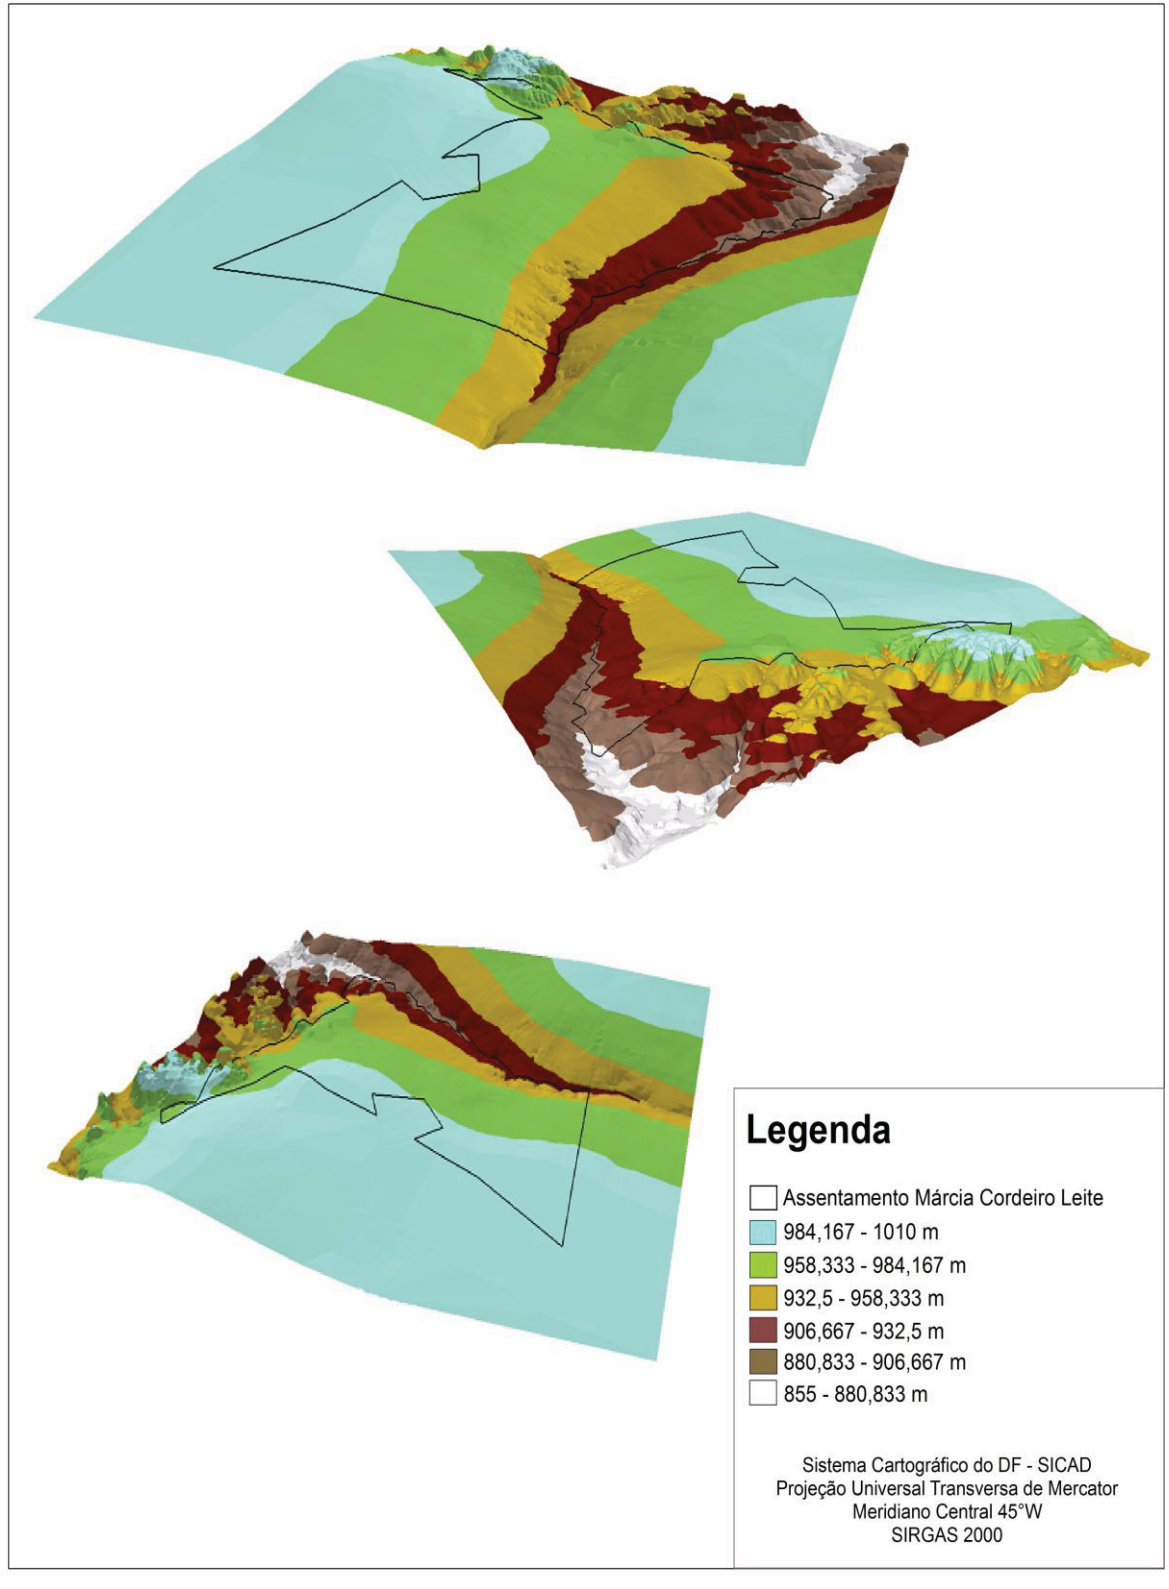 Legenda
Assentamento Márcia Cordeiro Leite
984,167 - 1010 m
958,333 - 984,167 m
932,5 - 958,333 m
906,667 - 932,5 m
880,833 - 906,667 m
855 - 880,833 m
Sistema Cartográfico do DF - SICAD
Projeção Universal Transversa de Mercator
Meridiano Central 45°W
SIRGAS 2000